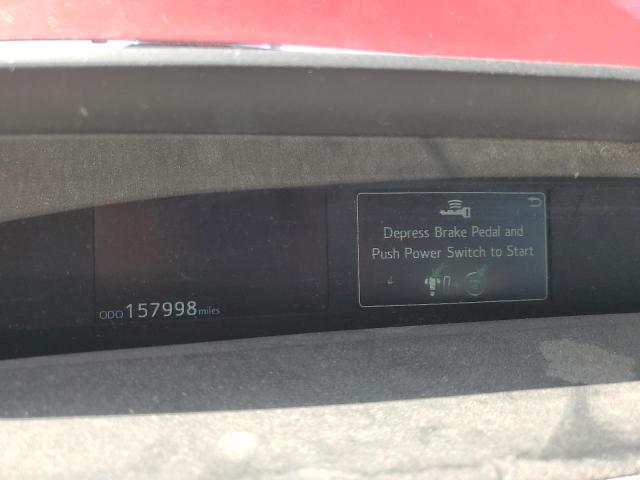 Depress Brake Pedal and
Push Power Switch to Start
ODO 157998 miles